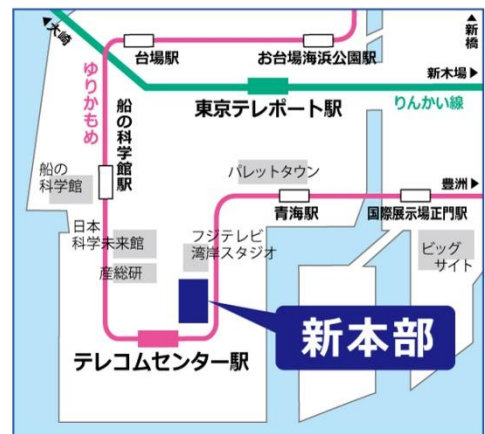 ▲大崎
台場駅
お台場海浜公園駅
▲新橋
新木場▶
りんかい線
東京テレポート駅
ゆりかもめ
船の科学館駅
船の
科学館
パレットタウン
豊洲▶
青海駅
国際展示場正門駅
日本
科学未来館
産総研
フジテレビ
湾岸スタジオ
ビッグ
サイト
新本部
テレコムセンター駅